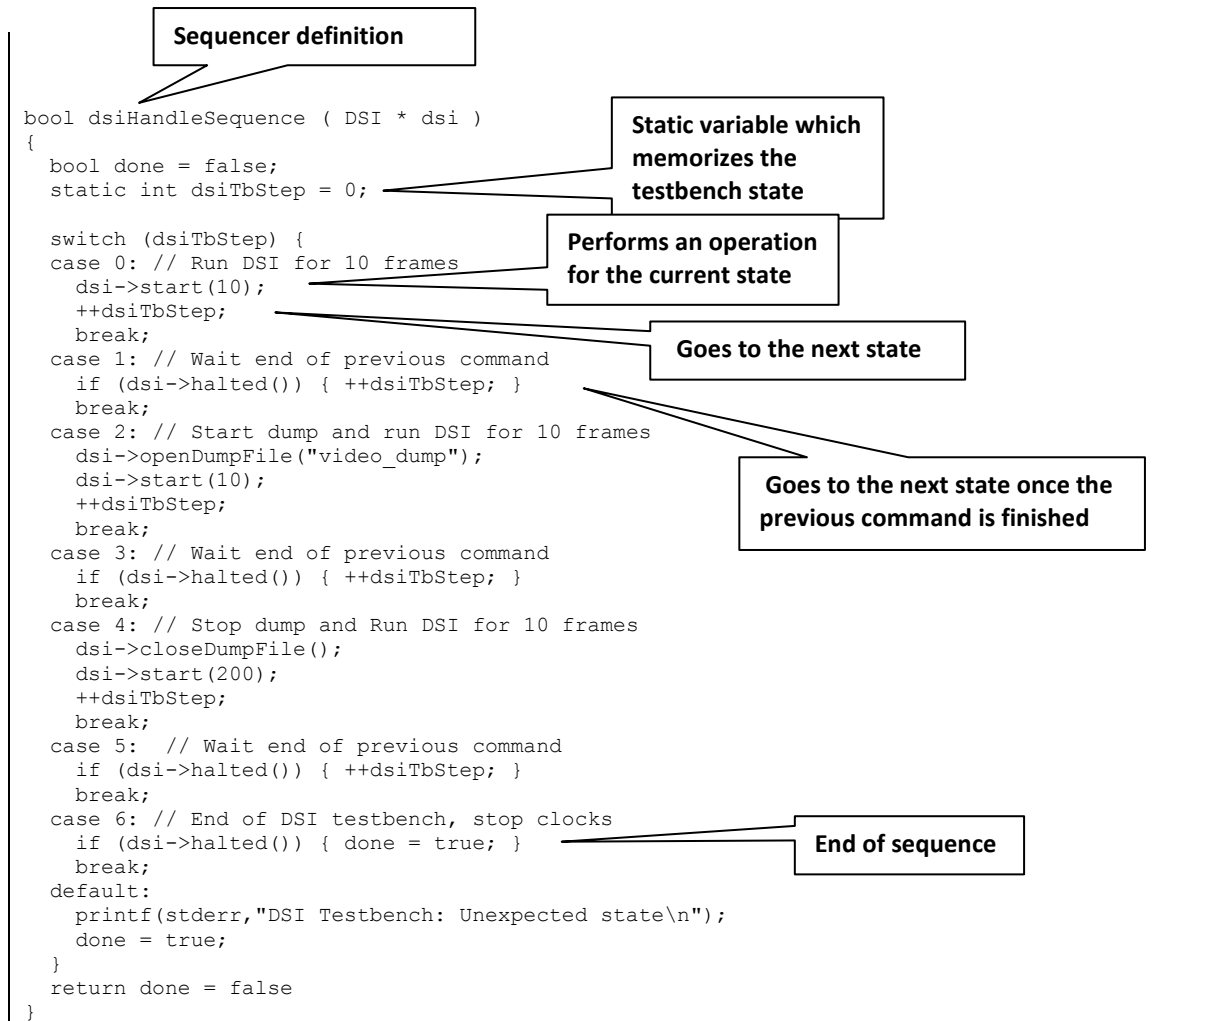 Sequencer definition
bool dsiHandleSequence ( DSI * dsi )
{
  bool done = false;
  static int dsiTbStep = 0;
Static variable which
memorizes the
testbench state
  switch (dsiTbStep) {
  case 0: // Run DSI for 10 frames
    dsi->start(10);
Performs an operation
for the current state
    ++dsiTbStep;
    break;
Goes to the next state
  case 1: // Wait end of previous command
    if (dsi->halted()) { ++dsiTbStep; }
    break;
Goes to the next state once the
previous command is finished
  case 2: // Start dump and run DSI for 10 frames
    dsi->openDumpFile("video_dump");
    dsi->start(10);
    ++dsiTbStep;
    break;
  case 3: // Wait end of previous command
    if (dsi->halted()) { ++dsiTbStep; }
    break;
  case 4: // Stop dump and Run DSI for 10 frames
    dsi->closeDumpFile();
    dsi->start(200);
    ++dsiTbStep;
    break;
  case 5:  // Wait end of previous command
    if (dsi->halted()) { ++dsiTbStep; }
    break;
  case 6: // End of DSI testbench, stop clocks
    if (dsi->halted()) { done = true; }
End of sequence
    break;
  default:
    printf(stderr,"DSI Testbench: Unexpected state\n");
    done = true;
  }
  return done = false
}